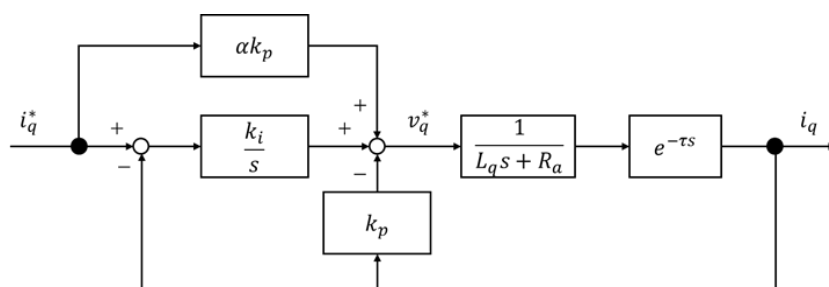 αk_p
+
i_q^*
+
k_i/s
+
v_q^*
1/(L_q s + R_a)
e^{-τs}
i_q
−
−
k_p